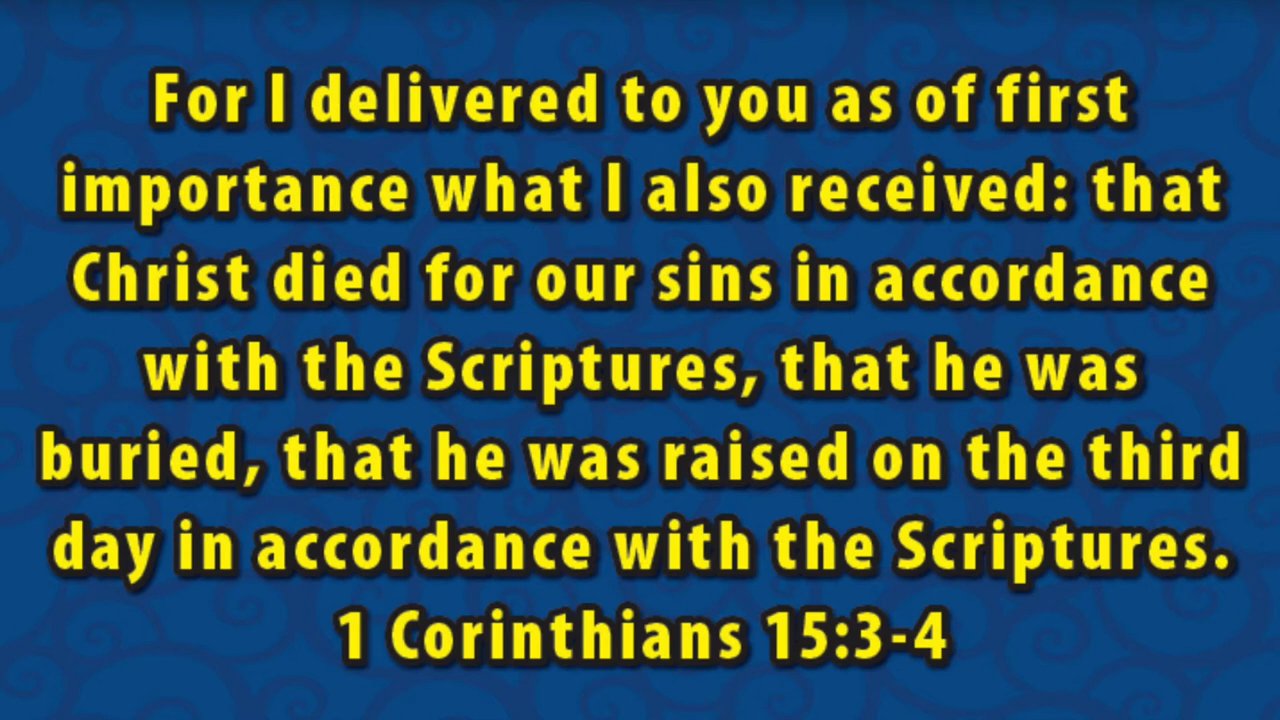 For I delivered to you as of first
importance what I also received: that
Christ died for our sins in accordance
with the Scriptures, that he was
buried, that he was raised on the third
day in accordance with the Scriptures.
1 Corinthians 15:3-4